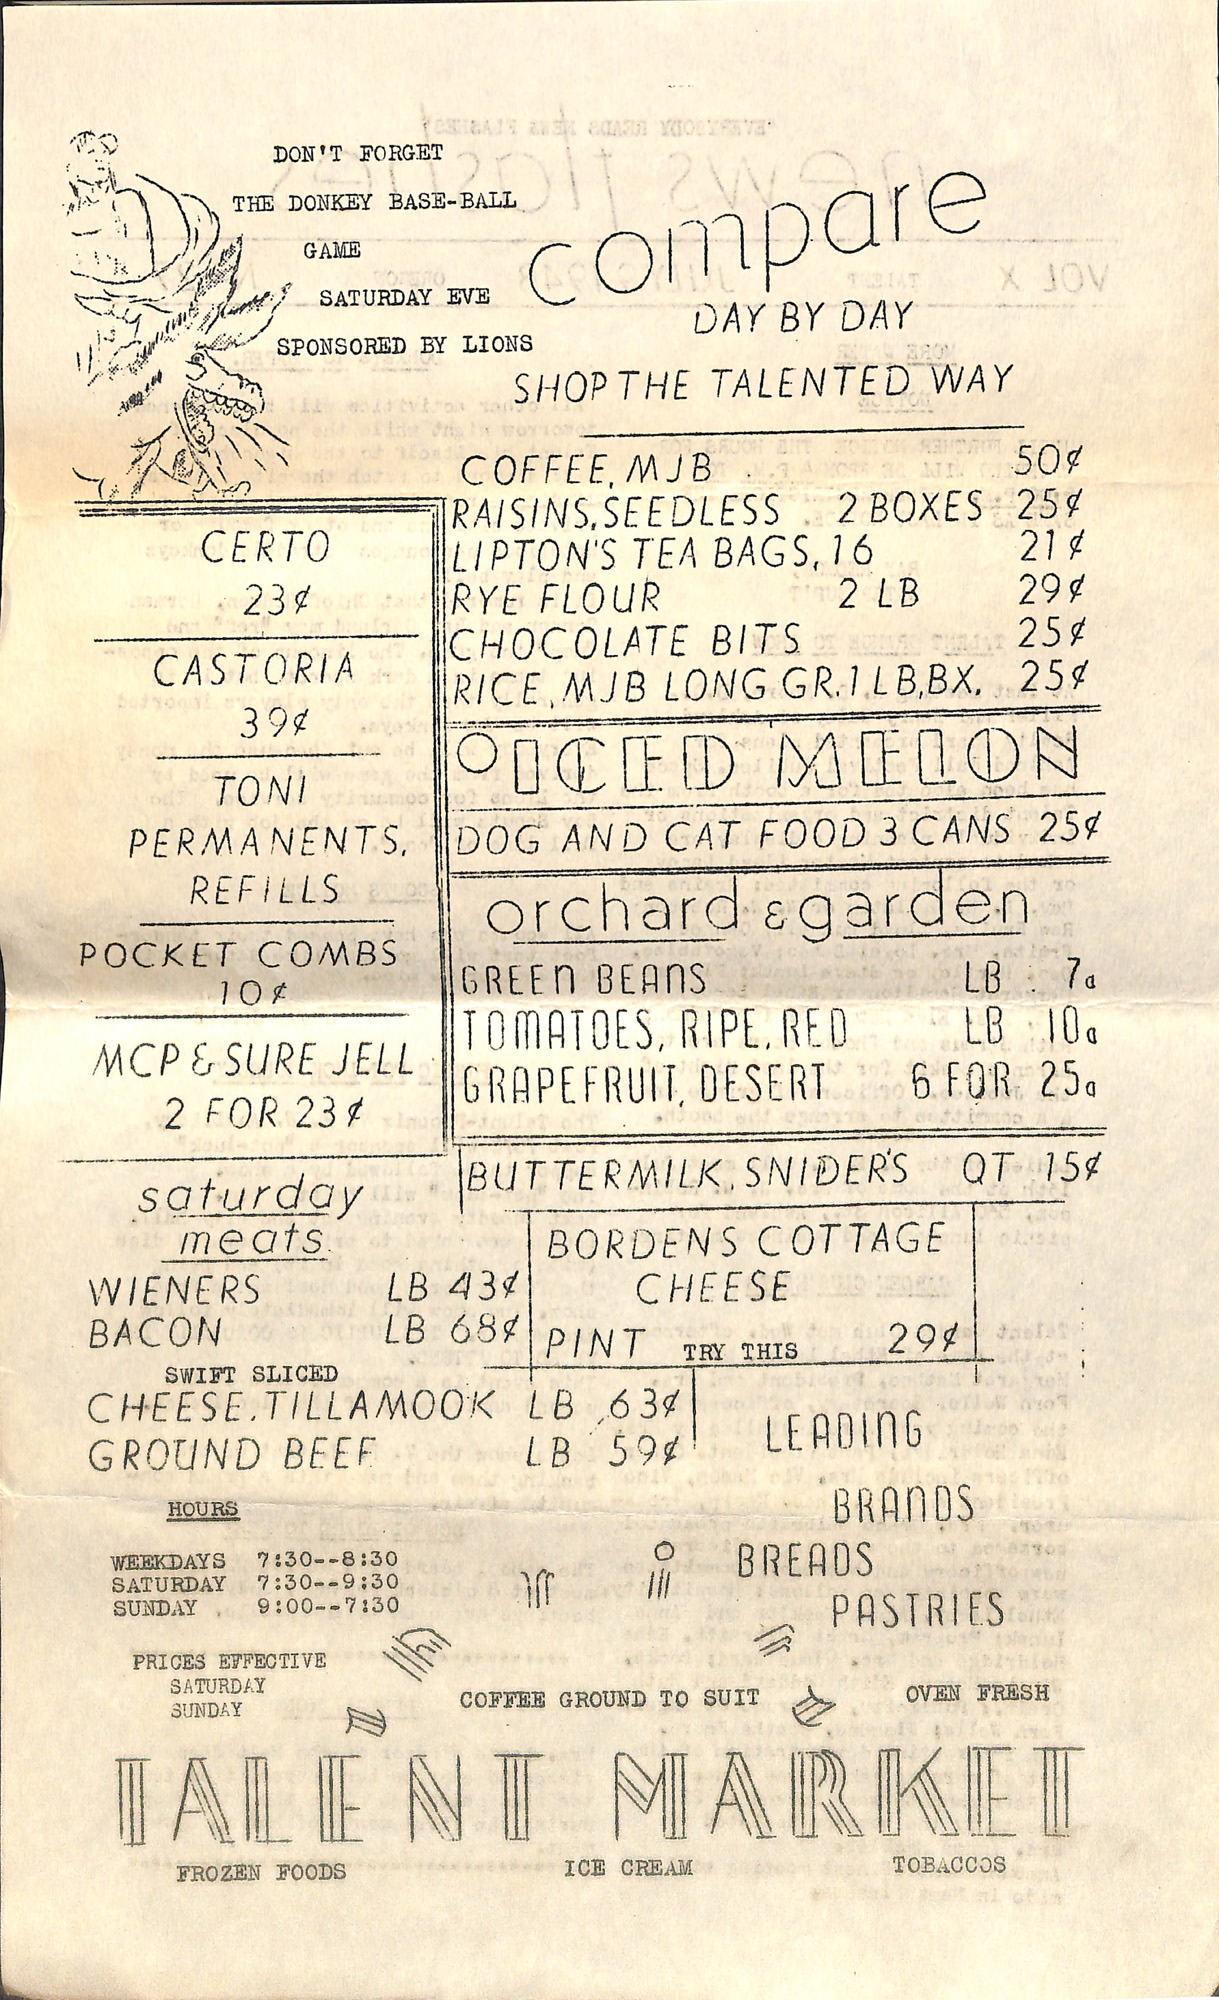 DON'T FORGET
THE DONKEY BASE-BALL
GAME
SATURDAY EVE
SPONSORED BY LIONS
compare
DAY BY DAY
SHOP THE TALENTED WAY
COFFEE, MJB 50¢
RAISINS, SEEDLESS 2 BOXES 25¢
LIPTON'S TEA BAGS, 16 21¢
RYE FLOUR 2 LB 29¢
CHOCOLATE BITS 25¢
RICE, MJB LONG GR. 1 LB, BX. 25¢
ICED MELON
DOG AND CAT FOOD 3 CANS 25¢
orchard & garden
GREEN BEANS LB 7¢
TOMATOES, RIPE, RED LB 10¢
GRAPEFRUIT, DESERT 6 FOR 25¢
BUTTERMILK, SNIDER'S QT 15¢
BORDENS COTTAGE
CHEESE
PINT TRY THIS 29¢
CERTO
23¢
CASTORIA
39¢
TONI
PERMANENTS,
REFILLS
POCKET COMBS
10¢
MCP & SURE JELL
2 FOR 23¢
saturday
meats
WIENERS LB 43¢
BACON LB 68¢
SWIFT SLICED
CHEESE, TILLAMOOK LB 63¢
GROUND BEEF LB 59¢
LEADING
BRANDS
BREADS
PASTRIES
OVEN FRESH
HOURS
WEEKDAYS 7:30--8:30
SATURDAY 7:30--9:30
SUNDAY 9:00--7:30
PRICES EFFECTIVE
SATURDAY
SUNDAY
COFFEE GROUND TO SUIT
TALENT MARKET
FROZEN FOODS ICE CREAM TOBACCOS